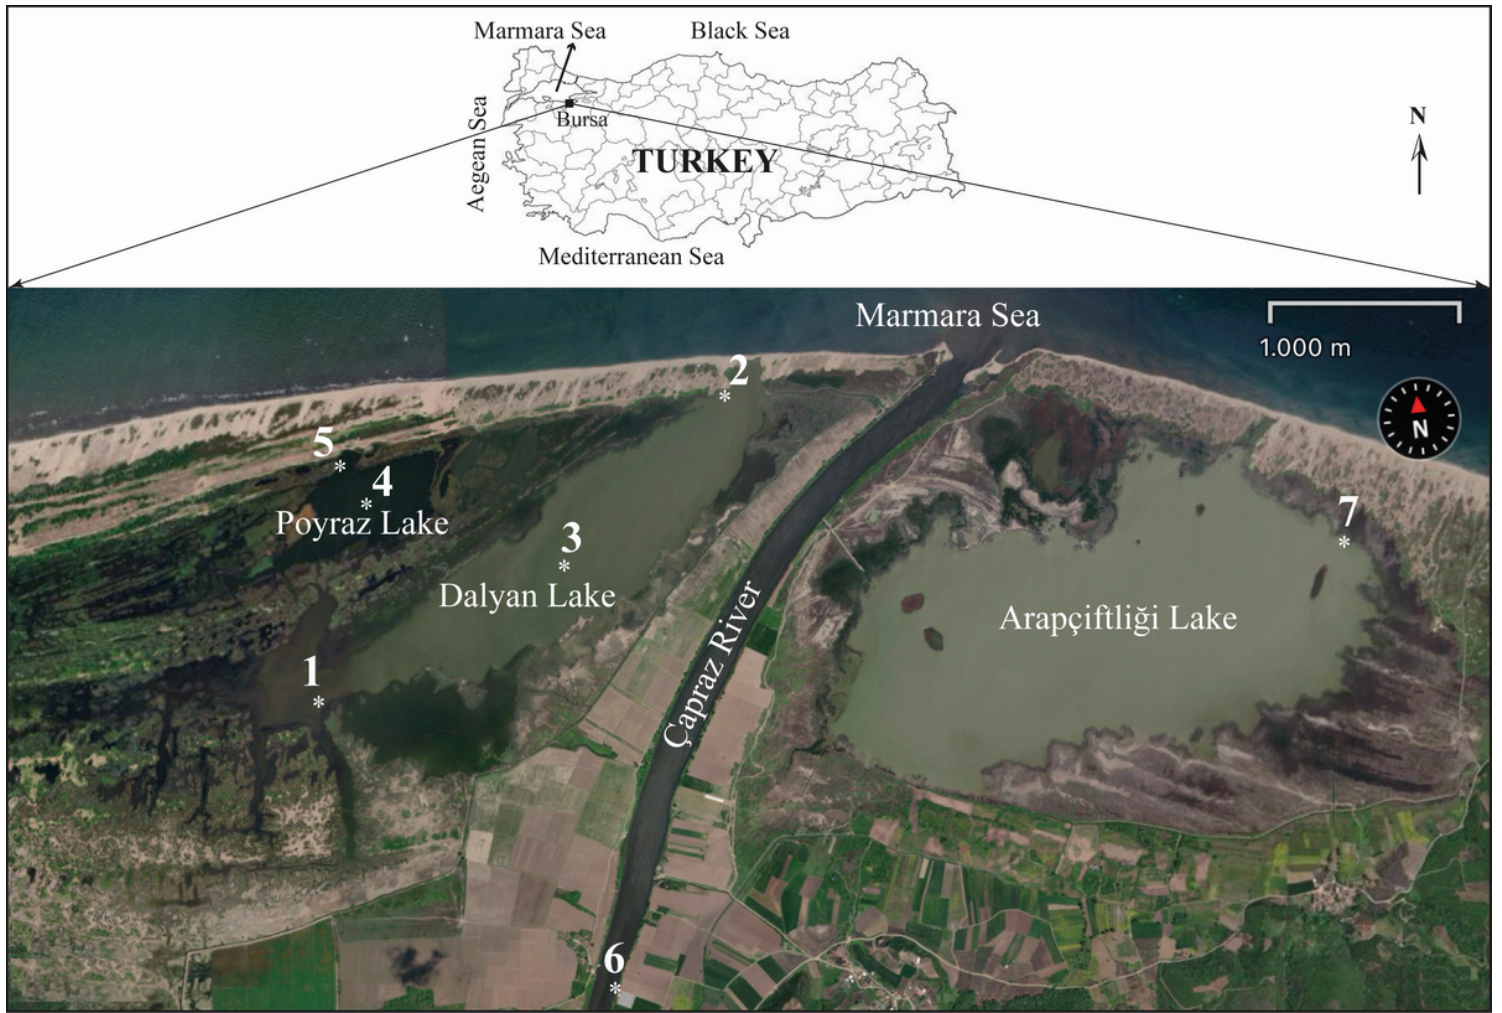 Marmara Sea
Black Sea
Aegean Sea
Bursa
TURKEY
Mediterranean Sea
N
Marmara Sea
1.000 m
N
2
5
4
Poyraz Lake
3
Dalyan Lake
7
Arapçiftliği Lake
Çapraz River
1
6